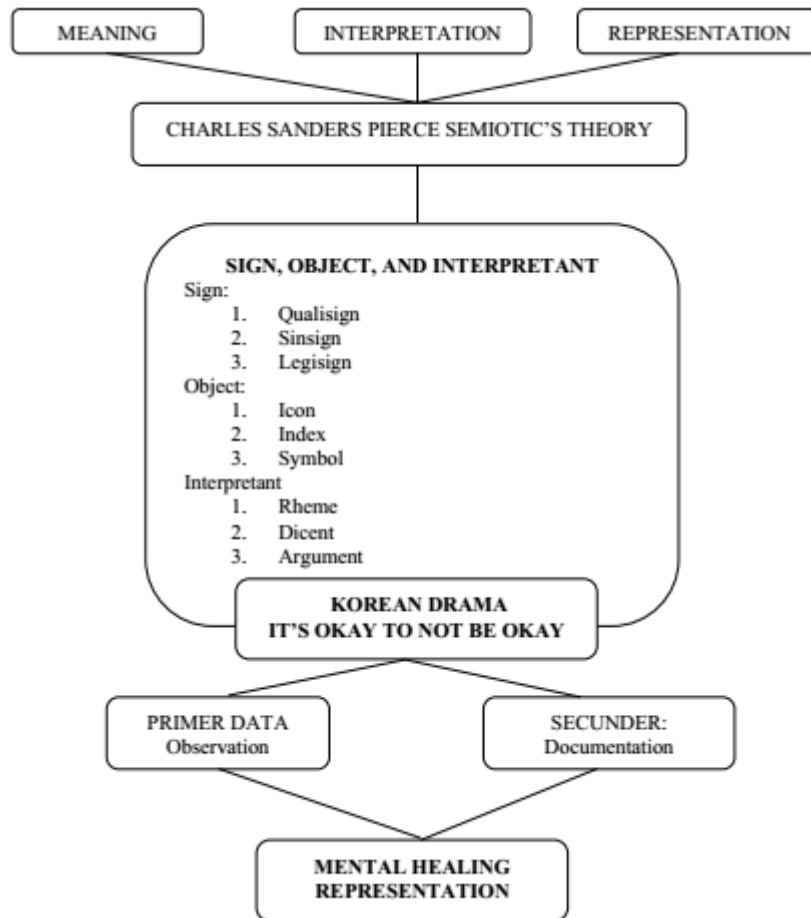 MEANING
INTERPRETATION
REPRESENTATION
CHARLES SANDERS PIERCE SEMIOTIC'S THEORY
SIGN, OBJECT, AND INTERPRETANT
Sign:
1. Qualisign
2. Sinsign
3. Legisign
Object:
1. Icon
2. Index
3. Symbol
Interpretant
1. Rheme
2. Dicent
3. Argument
KOREAN DRAMA
IT'S OKAY TO NOT BE OKAY
PRIMER DATA
Observation
SECUNDER:
Documentation
MENTAL HEALING
REPRESENTATION